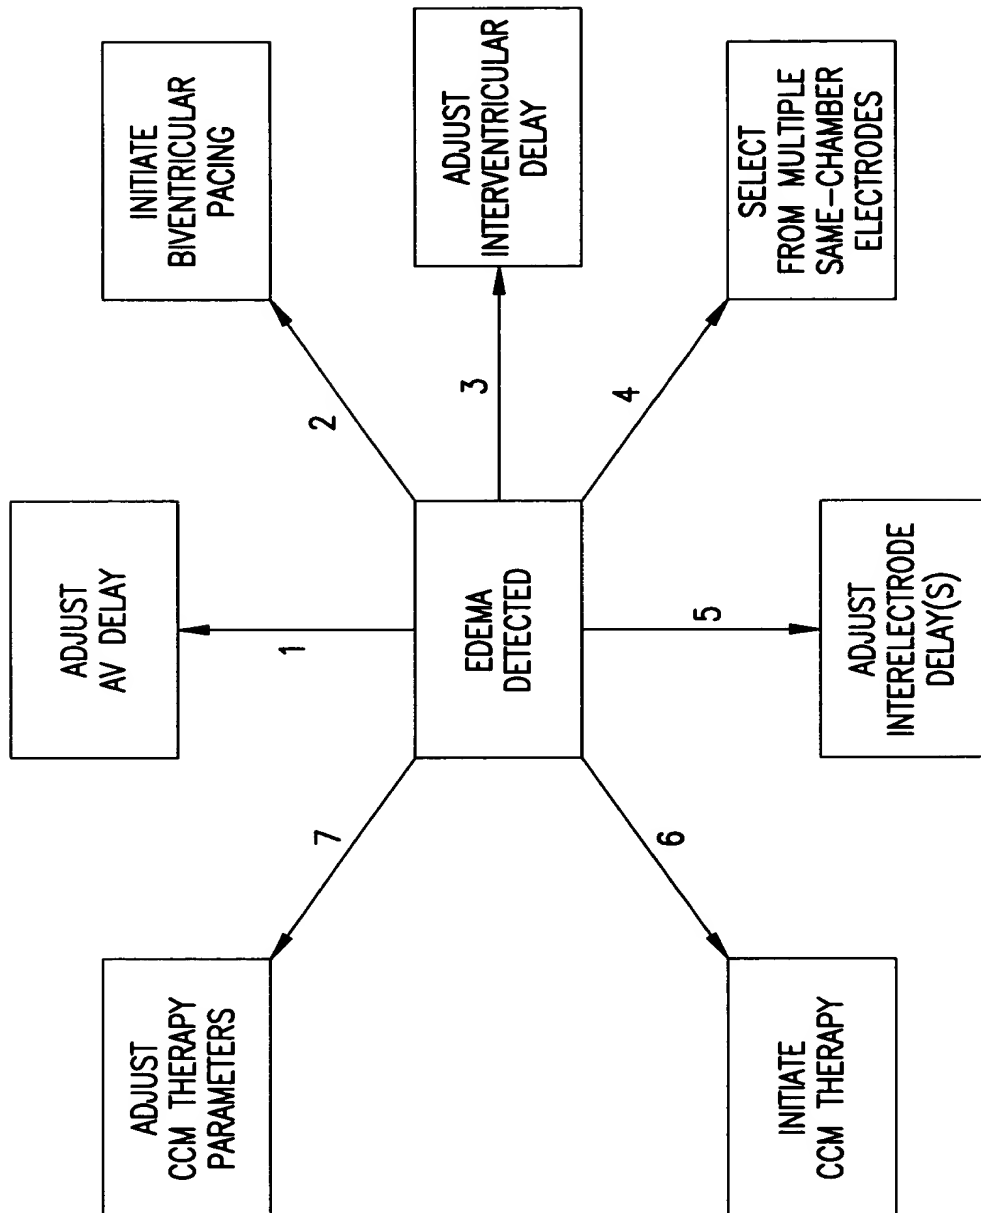 ADJUST
AV DELAY
ADJUST
CCM THERAPY
PARAMETERS
INITIATE
BIVENTRICULAR
PACING
7
1
2
EDEMA
DETECTED
3
ADJUST
INTERVENTRICULAR
DELAY
6
5
4
INITIATE
CCM THERAPY
SELECT
FROM MULTIPLE
SAME-CHAMBER
ELECTRODES
ADJUST
INTERELECTRODE
DELAY(S)